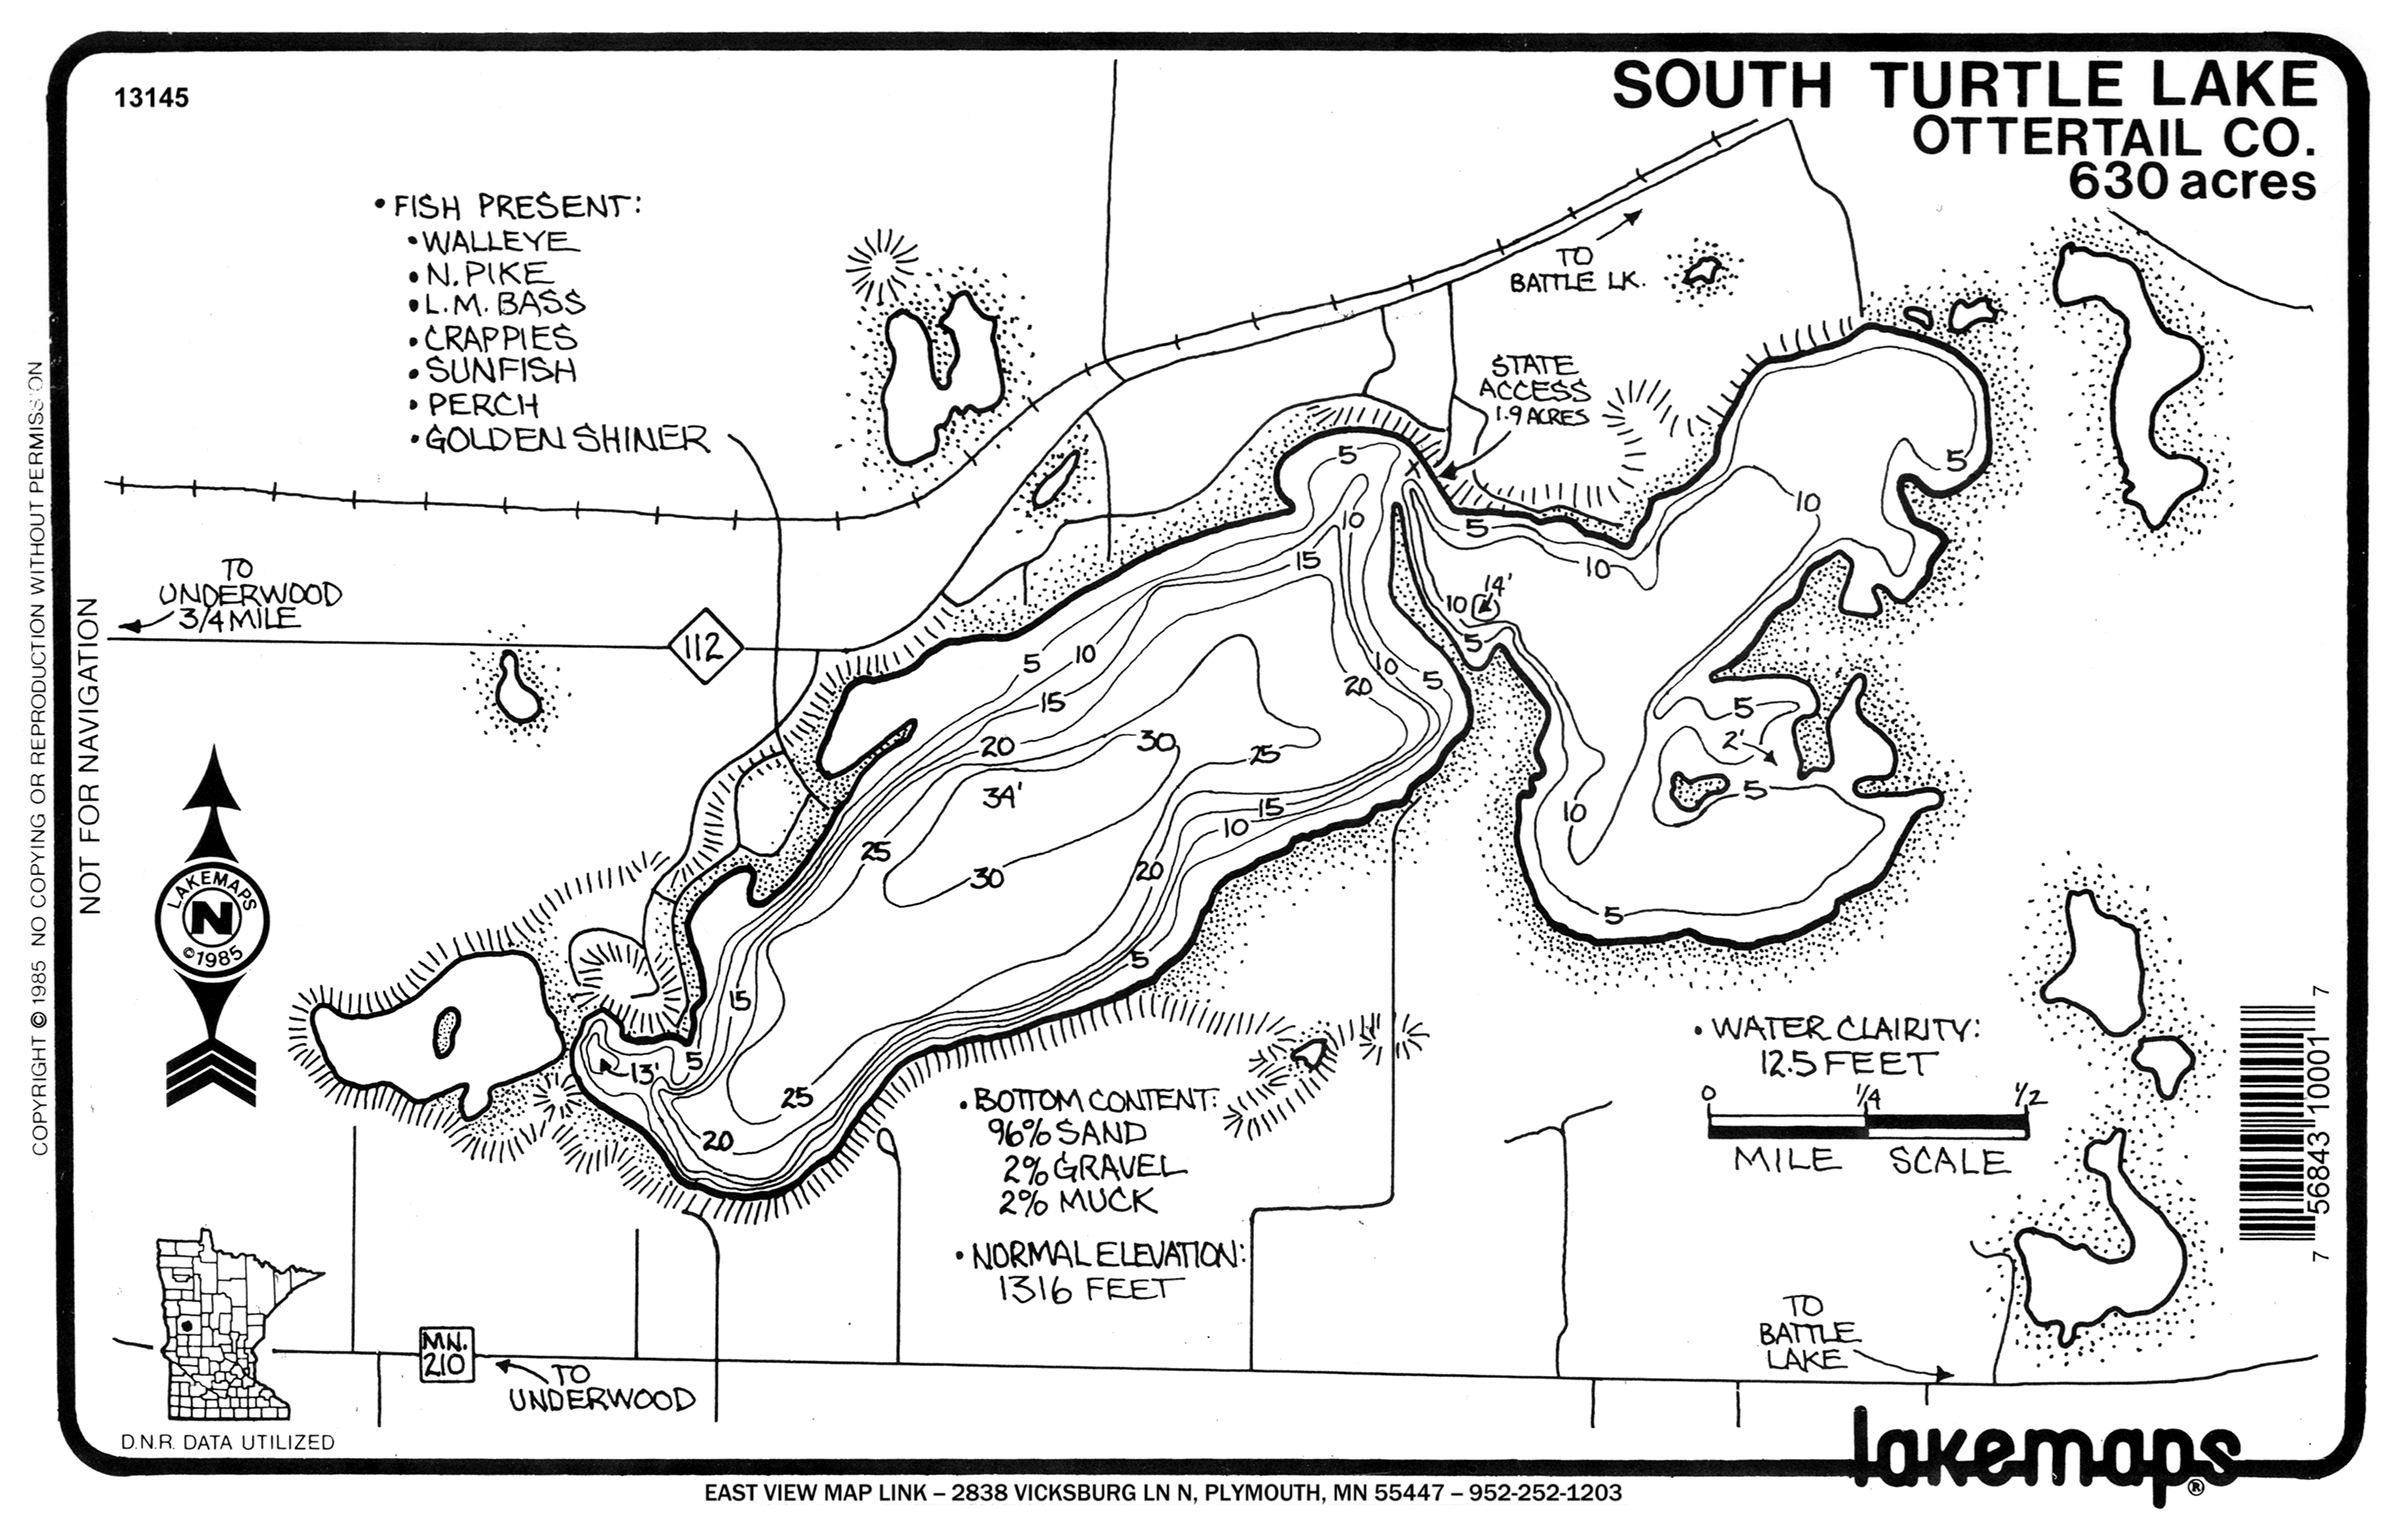 13145
SOUTH TURTLE LAKE
OTTERTAIL CO.
630 acres
• FISH PRESENT:
• WALLEYE
• N. PIKE
• L.M. BASS
• CRAPPIES
• SUNFISH
• PERCH
• GOLDEN SHINER
TO
BATTLE LK.
STATE
ACCESS
1.9 ACRES
TO
UNDERWOOD
3/4 MILE
112
5
10
15
5
10
5
10
10
14'
10
5
5
10
15
20
25
30
34'
30
25
20
10
5
15
10
20
5
15
5
13'
25
20
5
2'
5
10
5
LAKEMAPS
N
©1985
• WATER CLAIRITY:
12.5 FEET
0 1/4 1/2
MILE SCALE
• BOTTOM CONTENT:
96% SAND
2% GRAVEL
2% MUCK
• NORMAL ELEVATION:
1316 FEET
MN.
210
TO
UNDERWOOD
TO
BATTLE
LAKE
D.N.R. DATA UTILIZED
COPYRIGHT © 1985 NO COPYING OR REPRODUCTION WITHOUT PERMISSION
NOT FOR NAVIGATION
7 56843 10001 7
lakemaps®
EAST VIEW MAP LINK – 2838 VICKSBURG LN N, PLYMOUTH, MN 55447 – 952-252-1203